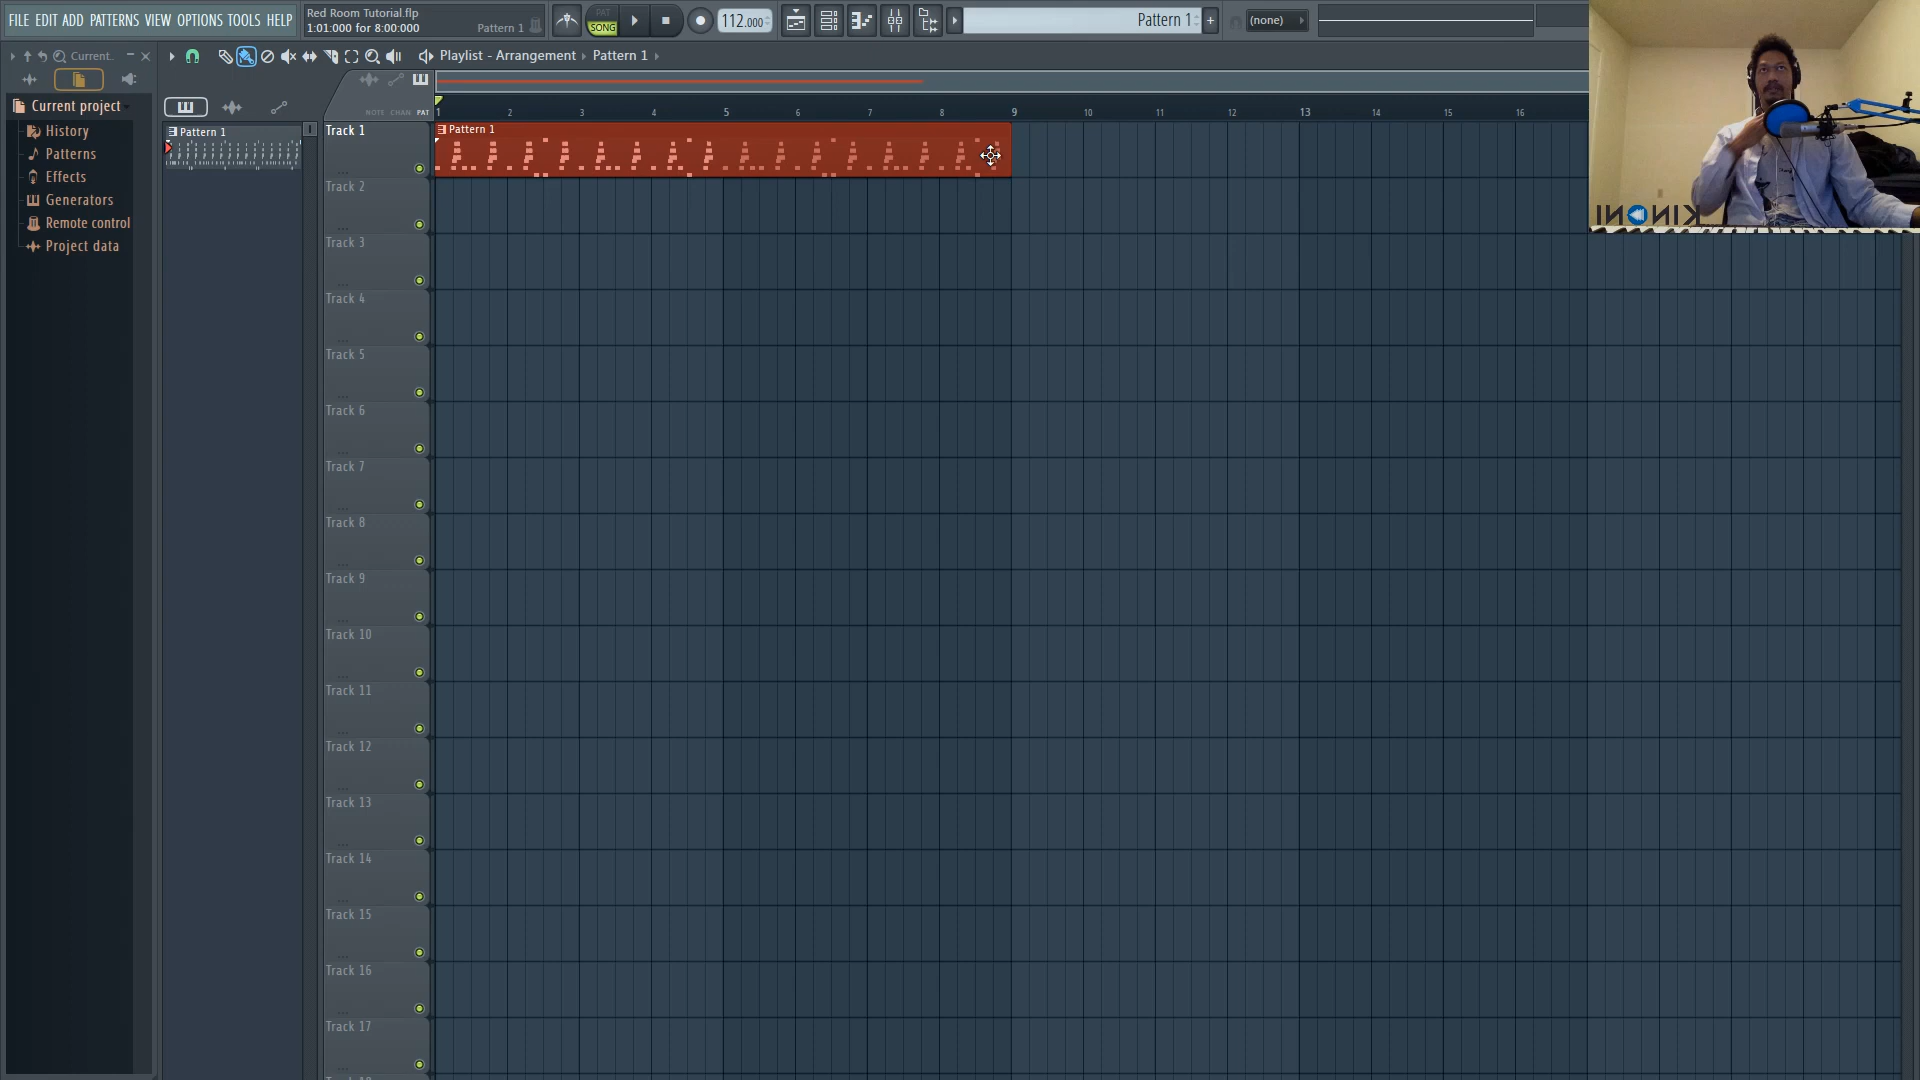 FILE EDIT ADD PATTERNS VIEW OPTIONS TOOLS HELP
Red Room Tutorial.flp
1:01:000 for 8:00:000
Pattern 1
PAT
SONG
112.000
Pattern 1
(none)
Current..
Playlist - Arrangement
Pattern 1
Current project
History
Patterns
Effects
Generators
Remote control
Project data
Pattern 1
NOTE CHAN PAT
1 2 3 4 5 6 7 8 9 10 11 12 13 14 15 16
Pattern 1
Track 1
Track 2
Track 3
Track 4
Track 5
Track 6
Track 7
Track 8
Track 9
Track 10
Track 11
Track 12
Track 13
Track 14
Track 15
Track 16
Track 17
KINONI